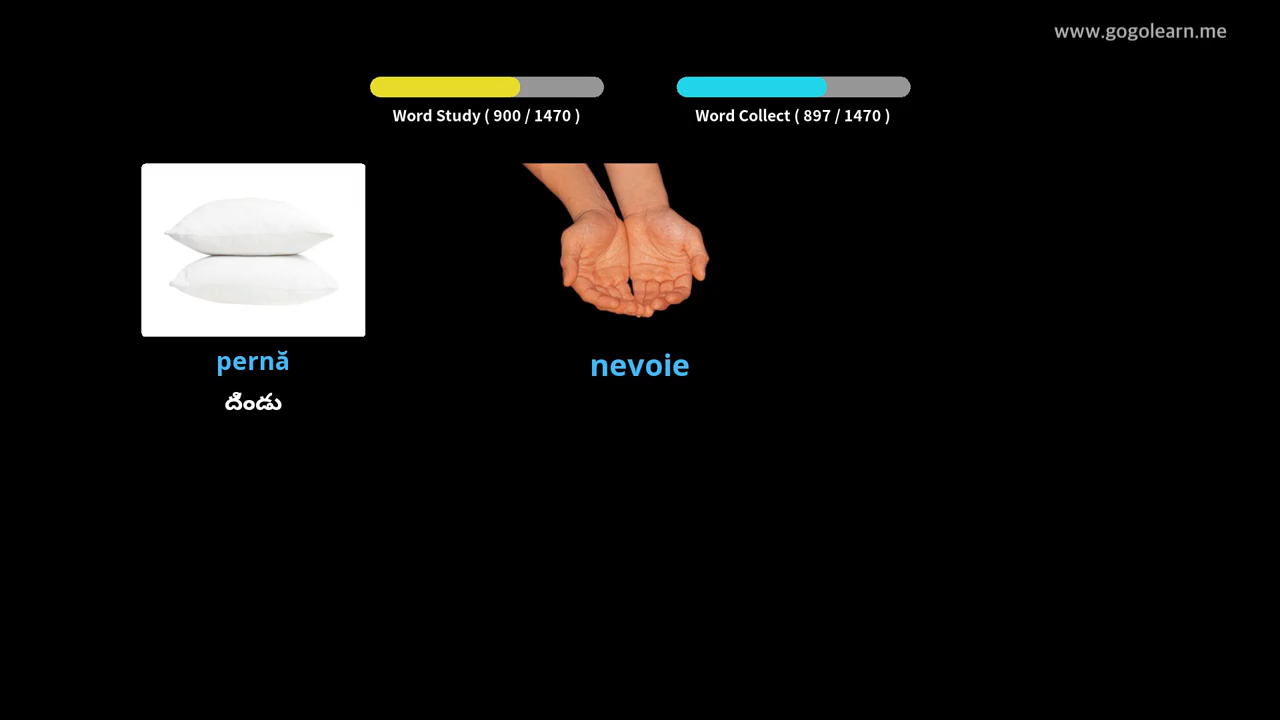 www.gogolearn.me
Word Study ( 900 / 1470 )
Word Collect ( 897 / 1470 )
pernă
nevoie
దిండు